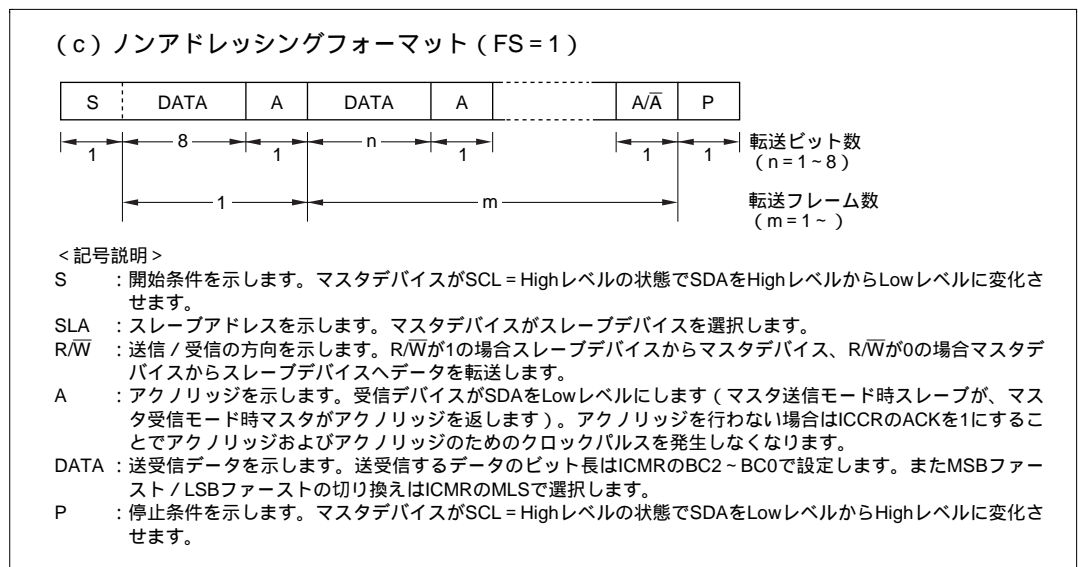 (c)ノンアドレッシングフォーマット(FS=1)
S DATA A DATA A A/A̅ P
1 8 1 n 1 1 1 転送ビット数
(n=1~8)
1 m 転送フレーム数
(m=1~ )
<記号説明>
S :開始条件を示します。マスタデバイスがSCL=Highレベルの状態でSDAをHighレベルからLowレベルに変化さ
せます。
SLA :スレーブアドレスを示します。マスタデバイスがスレーブデバイスを選択します。
R/W̅ :送信/受信の方向を示します。R/W̅が1の場合スレーブデバイスからマスタデバイス、R/W̅が0の場合マスタデ
バイスからスレーブデバイスへデータを転送します。
A :アクノリッジを示します。受信デバイスがSDAをLowレベルにします(マスタ送信モード時スレーブが、マス
タ受信モード時マスタがアクノリッジを返します)。アクノリッジを行わない場合はICCRのACKを1にするこ
とでアクノリッジおよびアクノリッジのためのクロックパルスを発生しなくなります。
DATA :送受信データを示します。送受信するデータのビット長はICMRのBC2~BC0で設定します。またMSBファー
スト/LSBファーストの切り換えはICMRのMLSで選択します。
P :停止条件を示します。マスタデバイスがSCL=Highレベルの状態でSDAをLowレベルからHighレベルに変化さ
せます。